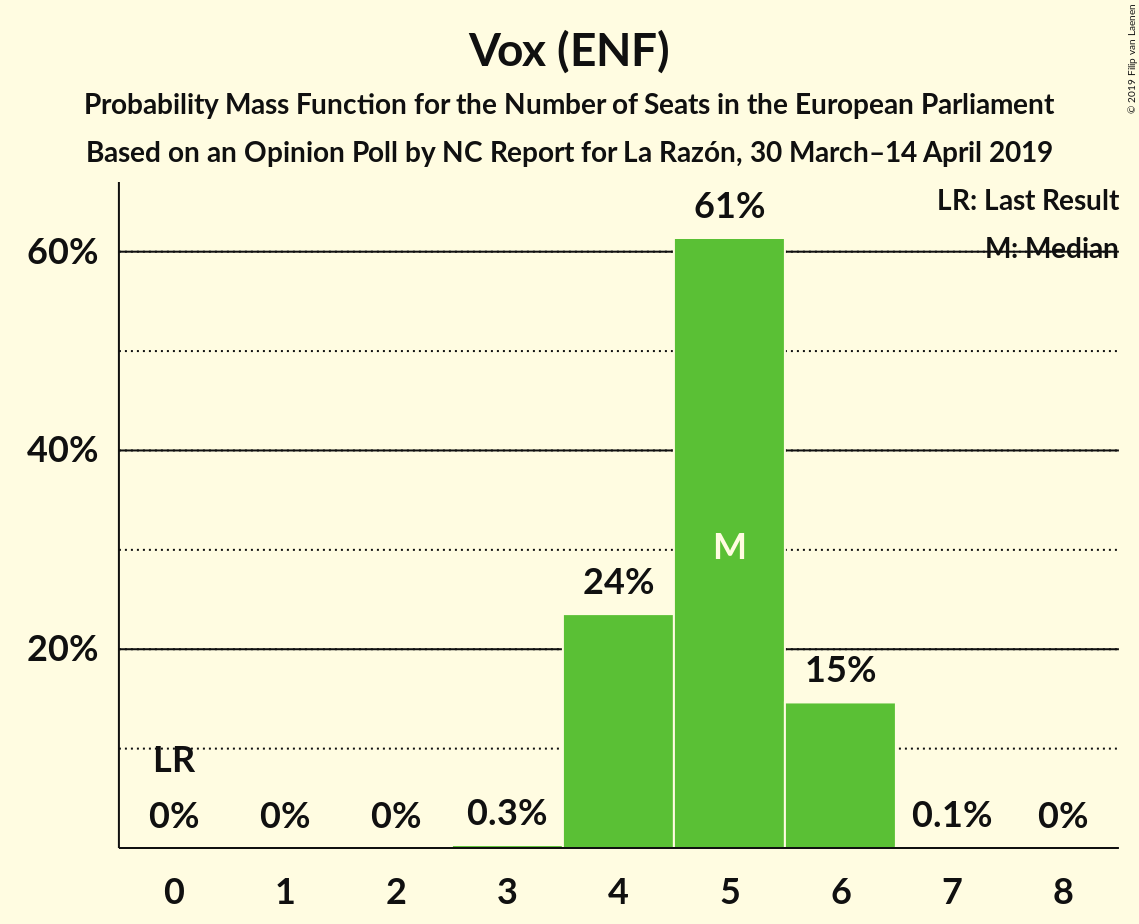 Vox (ENF)
Probability Mass Function for the Number of Seats in the European Parliament
Based on an Opinion Poll by NC Report for La Razón, 30 March–14 April 2019
© 2019 Filip van Laenen
LR: Last Result
M: Median
60%
40%
20%
61%
M
24%
15%
LR
0%
0%
0%
0.3%
0.1%
0%
0
1
2
3
4
5
6
7
8